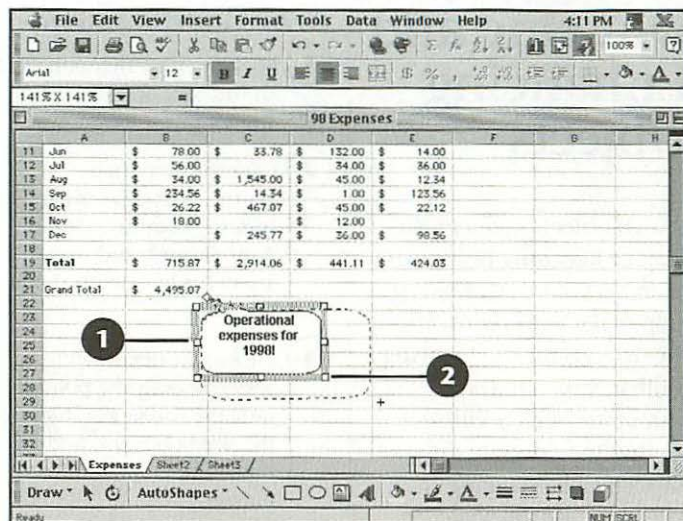 File Edit View Insert Format Tools Data Window Help 4:11 PM
100%
Arial 12 B I U $ % ,
141% X 141% =
98 Expenses
A B C D E F G H
11 Jun $ 78.00 $ 33.78 $ 132.00 $ 14.00
12 Jul $ 56.00 $ 34.00 $ 36.00
13 Aug $ 34.00 $ 1,545.00 $ 45.00 $ 12.34
14 Sep $ 234.56 $ 14.34 $ 1.00 $ 123.56
15 Oct $ 26.22 $ 467.07 $ 45.00 $ 22.12
16 Nov $ 18.00 $ 12.00
17 Dec $ 245.77 $ 36.00 $ 98.56
18
19 Total $ 715.87 $ 2,914.06 $ 441.11 $ 424.03
20
21 Grand Total $ 4,495.07
22
23
24
25
26
27
28
29
30
31
32
Operational
expenses for
1998!
1
2
Expenses Sheet2 Sheet3
Draw AutoShapes
Ready NUM SCRL